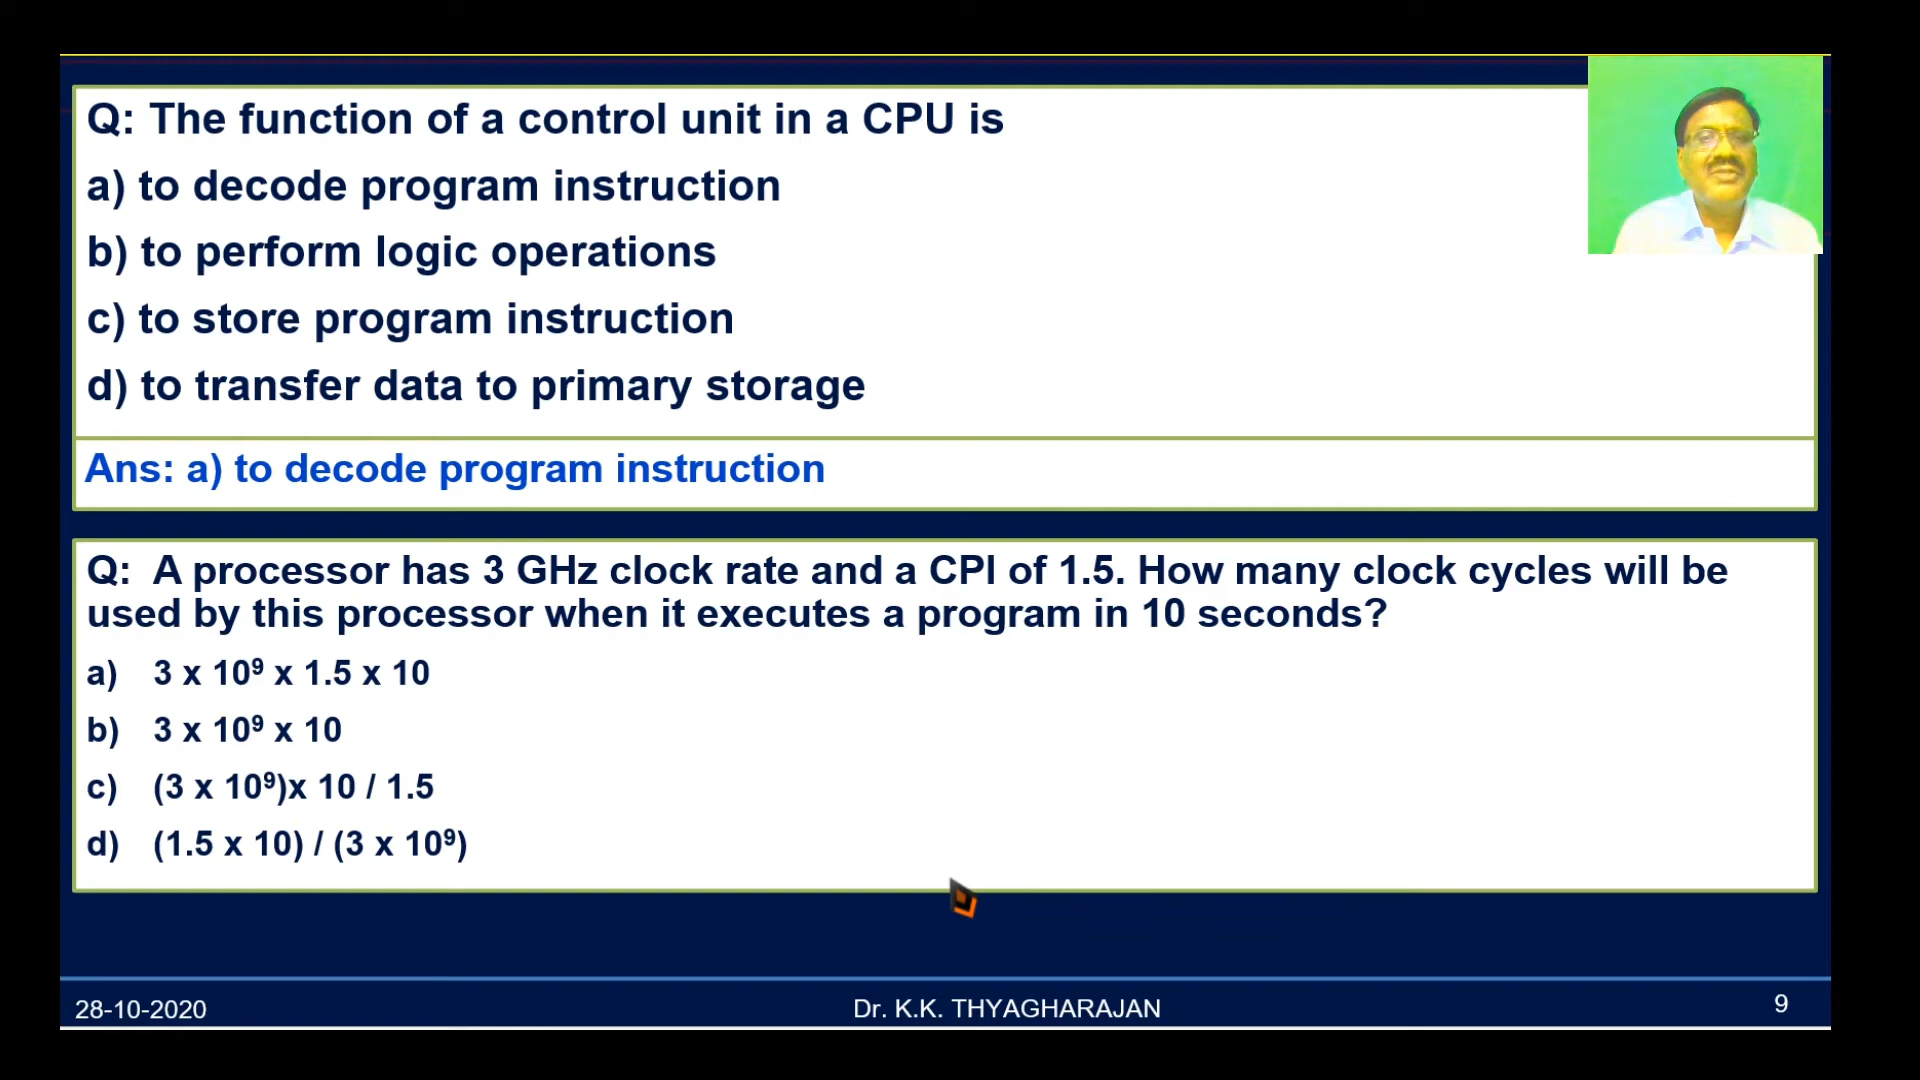 Q: The function of a control unit in a CPU is
a) to decode program instruction
b) to perform logic operations
c) to store program instruction
d) to transfer data to primary storage
Ans: a) to decode program instruction
Q: A processor has 3 GHz clock rate and a CPI of 1.5. How many clock cycles will be
used by this processor when it executes a program in 10 seconds?
a) 3 x 10⁹ x 1.5 x 10
b) 3 x 10⁹ x 10
c) (3 x 10⁹)x 10 / 1.5
d) (1.5 x 10) / (3 x 10⁹)
28-10-2020 Dr. K.K. THYAGHARAJAN 9